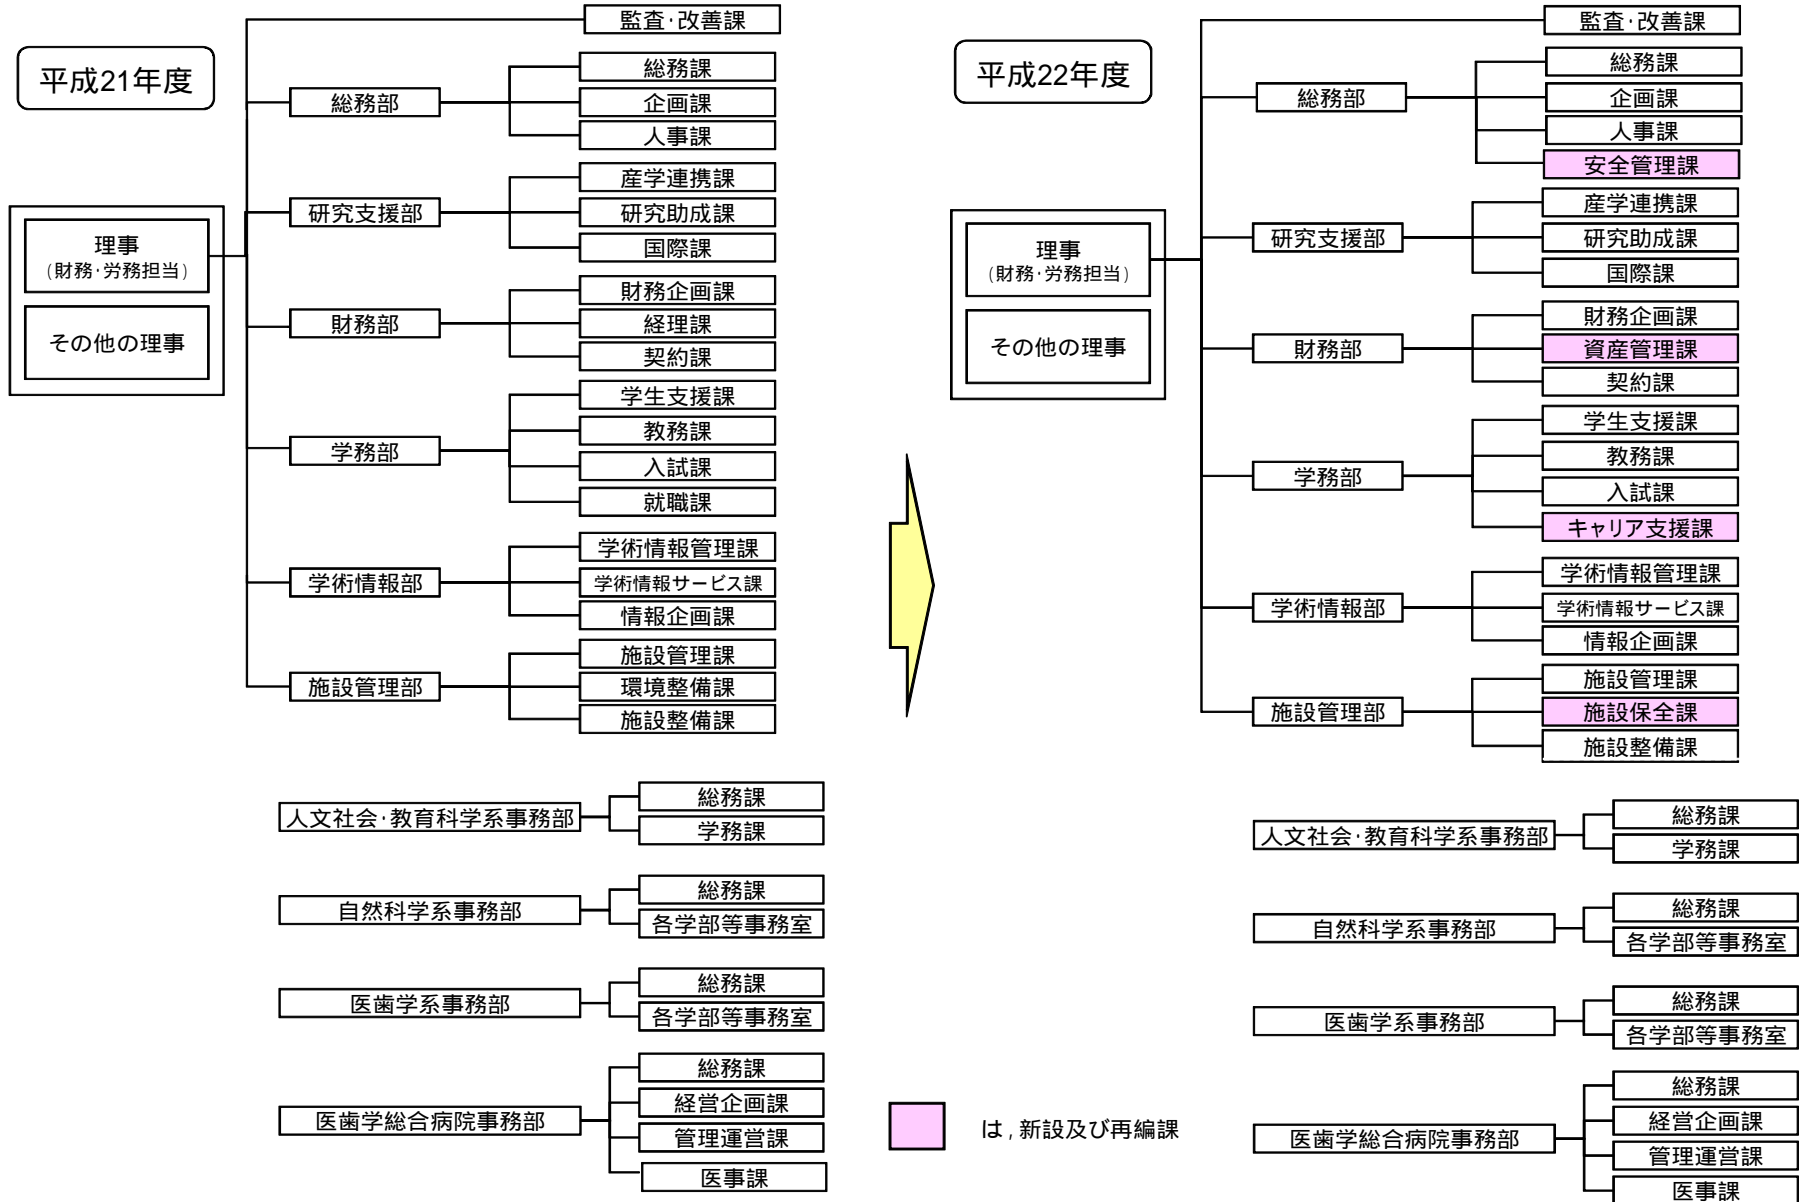 平成21年度
監査・改善課
総務部
総務課
企画課
人事課
研究支援部
産学連携課
研究助成課
国際課
理事
（財務・労務担当）
その他の理事
財務部
財務企画課
経理課
契約課
学務部
学生支援課
教務課
入試課
就職課
学術情報部
学術情報管理課
学術情報サービス課
情報企画課
施設管理部
施設管理課
環境整備課
施設整備課
人文社会・教育科学系事務部
総務課
学務課
自然科学系事務部
総務課
各学部等事務室
医歯学系事務部
総務課
各学部等事務室
医歯学総合病院事務部
総務課
経営企画課
管理運営課
医事課
平成22年度
監査・改善課
総務部
総務課
企画課
人事課
安全管理課
研究支援部
産学連携課
研究助成課
国際課
理事
（財務・労務担当）
その他の理事
財務部
財務企画課
資産管理課
契約課
学務部
学生支援課
教務課
入試課
キャリア支援課
学術情報部
学術情報管理課
学術情報サービス課
情報企画課
施設管理部
施設管理課
施設保全課
施設整備課
人文社会・教育科学系事務部
総務課
学務課
自然科学系事務部
総務課
各学部等事務室
医歯学系事務部
総務課
各学部等事務室
医歯学総合病院事務部
総務課
経営企画課
管理運営課
医事課
は，新設及び再編課